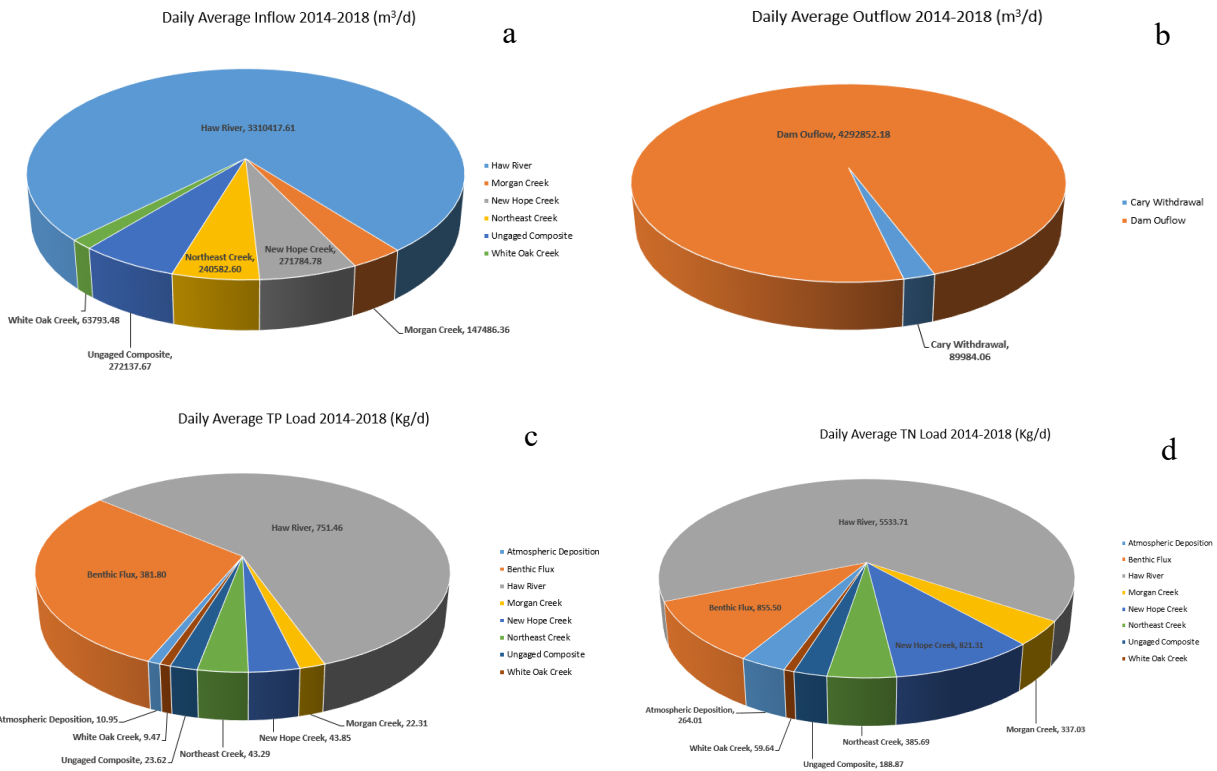 Daily Average Inflow 2014-2018 (m³/d)
a
Haw River, 3310417.61
New Hope Creek,
271784.78
Northeast Creek,
240582.60
White Oak Creek, 63793.48
Ungaged Composite,
272137.67
Morgan Creek, 147486.36
Haw River
Morgan Creek
New Hope Creek
Northeast Creek
Ungaged Composite
White Oak Creek
Daily Average Outflow 2014-2018 (m³/d)
b
Dam Ouflow, 4292852.18
Cary Withdrawal,
89984.06
Cary Withdrawal
Dam Ouflow
Daily Average TP Load 2014-2018 (Kg/d)
c
Haw River, 751.46
Benthic Flux, 381.80
Atmospheric Deposition, 10.95
White Oak Creek, 9.47
Ungaged Composite, 23.62
Northeast Creek, 43.29
New Hope Creek, 43.85
Morgan Creek, 22.31
Atmospheric Deposition
Benthic Flux
Haw River
Morgan Creek
New Hope Creek
Northeast Creek
Ungaged Composite
White Oak Creek
Daily Average TN Load 2014-2018 (Kg/d)
d
Haw River, 5533.71
Benthic Flux, 855.50
New Hope Creek, 821.31
Atmospheric Deposition,
264.01
White Oak Creek, 59.64
Ungaged Composite, 188.87
Northeast Creek, 385.69
Morgan Creek, 337.03
Atmospheric Deposition
Benthic Flux
Haw River
Morgan Creek
New Hope Creek
Northeast Creek
Ungaged Composite
White Oak Creek